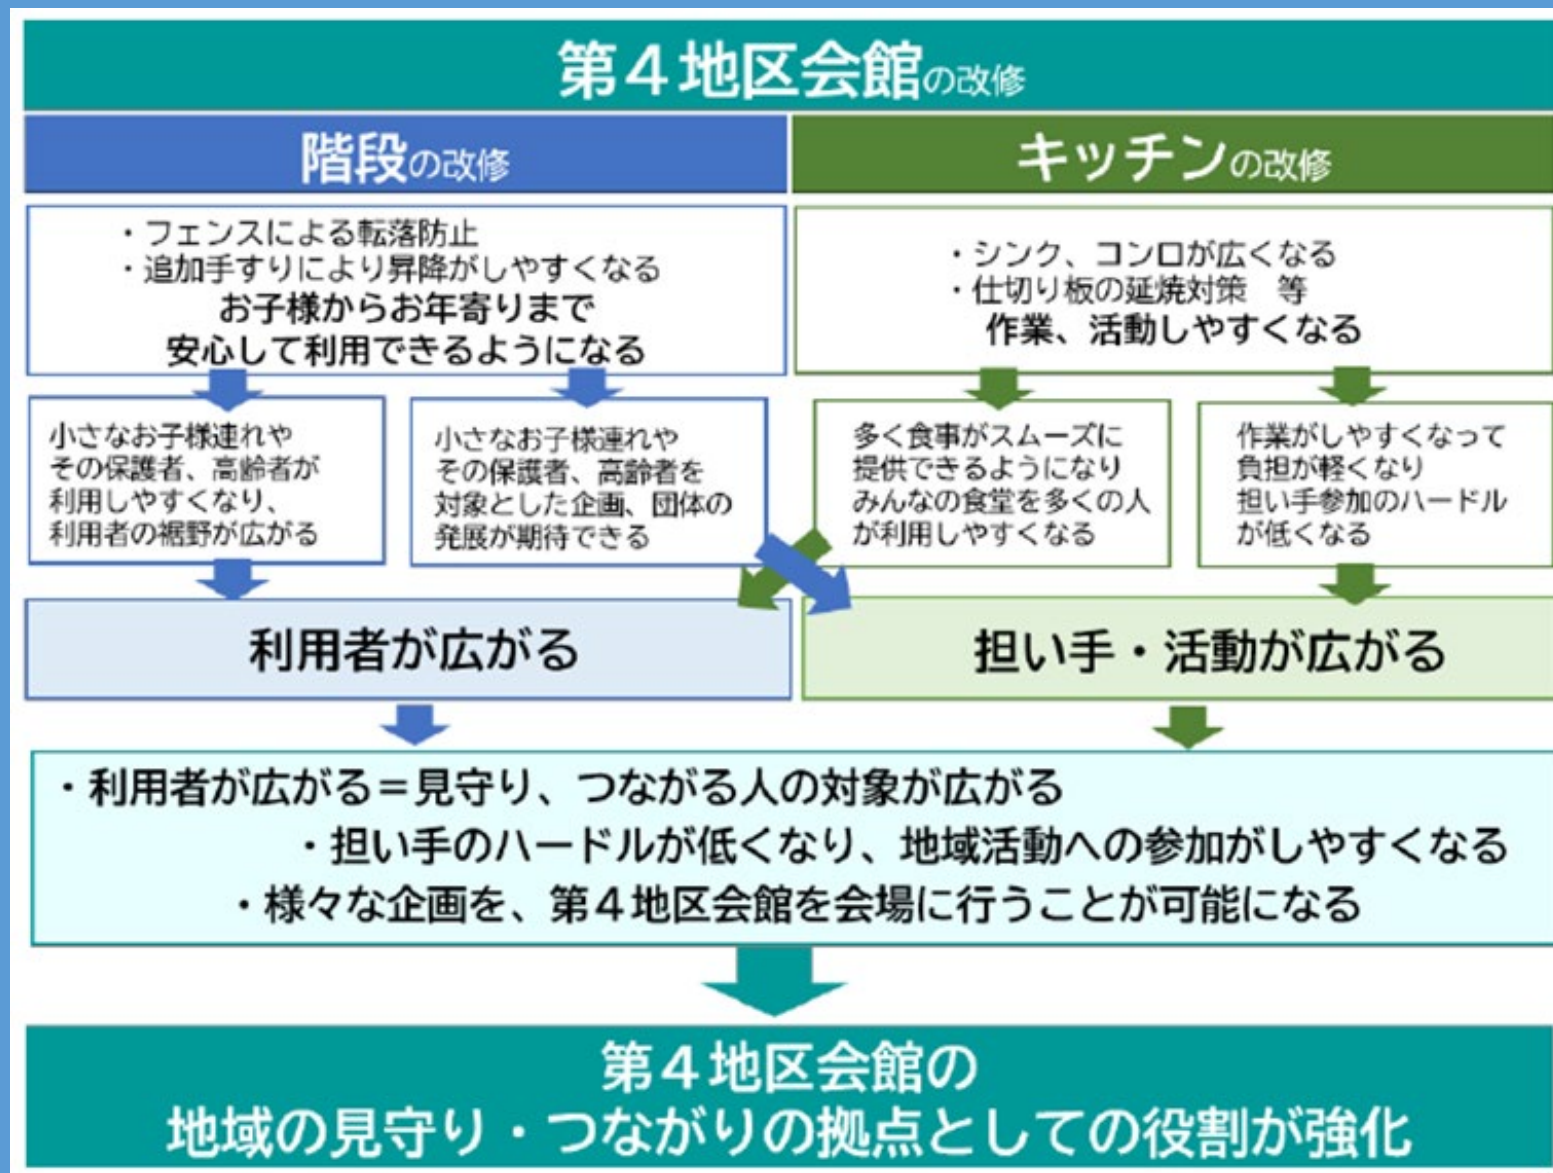 第４地区会館の改修
階段の改修
・フェンスによる転落防止
・追加手すりにより昇降がしやすくなる
お子様からお年寄りまで
安心して利用できるようになる
小さなお子様連れや
その保護者、高齢者が
利用しやすくなり、
利用者の裾野が広がる
小さなお子様連れや
その保護者、高齢者を
対象とした企画、団体の
発展が期待できる
キッチンの改修
・シンク、コンロが広くなる
・仕切り板の延焼対策　等
作業、活動しやすくなる
多く食事がスムーズに
提供できるようになり
みんなの食堂を多くの人
が利用しやすくなる
作業がしやすくなって
負担が軽くなり
担い手参加のハードル
が低くなる
利用者が広がる
担い手・活動が広がる
・利用者が広がる＝見守り、つながる人の対象が広がる
・担い手のハードルが低くなり、地域活動への参加がしやすくなる
・様々な企画を、第４地区会館を会場に行うことが可能になる
第４地区会館の
地域の見守り・つながりの拠点としての役割が強化